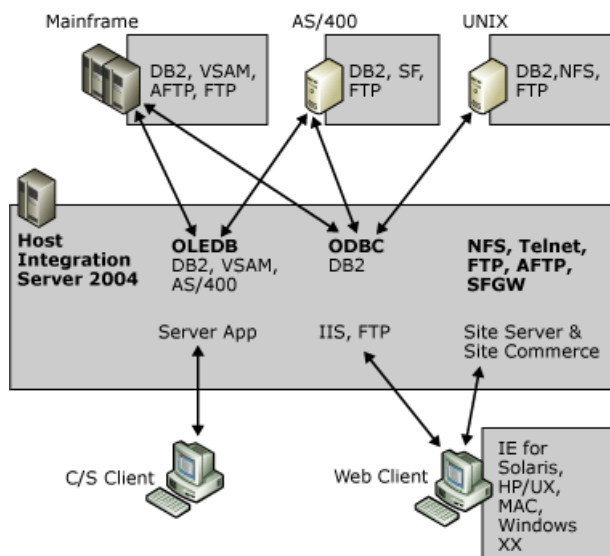 Mainframe
DB2, VSAM,
AFTP, FTP
AS/400
DB2, SF,
FTP
UNIX
DB2,NFS,
FTP
Host
Integration
Server 2004
OLEDB
DB2, VSAM,
AS/400
ODBC
DB2
NFS, Telnet,
FTP, AFTP,
SFGW
Server App
IIS, FTP
Site Server &
Site Commerce
C/S Client
Web Client
IE for
Solaris,
HP/UX,
MAC,
Windows
XX